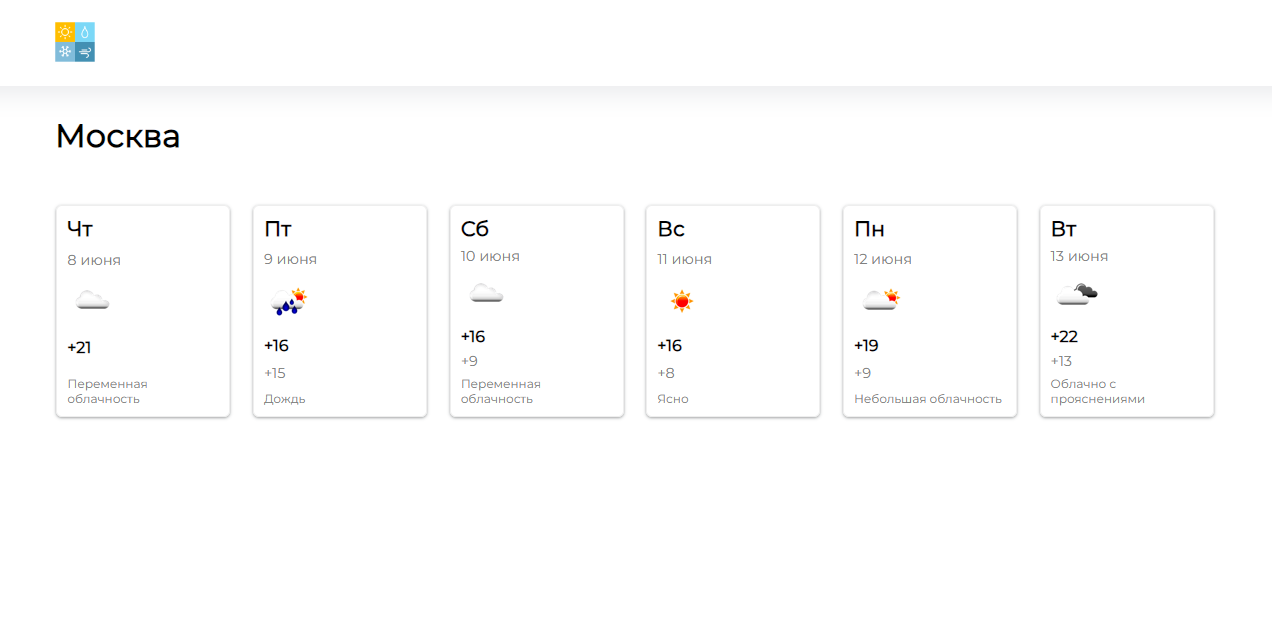 Москва
Чт
8 июня
+21
Переменная
облачность
Пт
9 июня
+16
+15
Дождь
Сб
10 июня
+16
+9
Переменная
облачность
Вс
11 июня
+16
+8
Ясно
Пн
12 июня
+19
+9
Небольшая облачность
Вт
13 июня
+22
+13
Облачно с
прояснениями